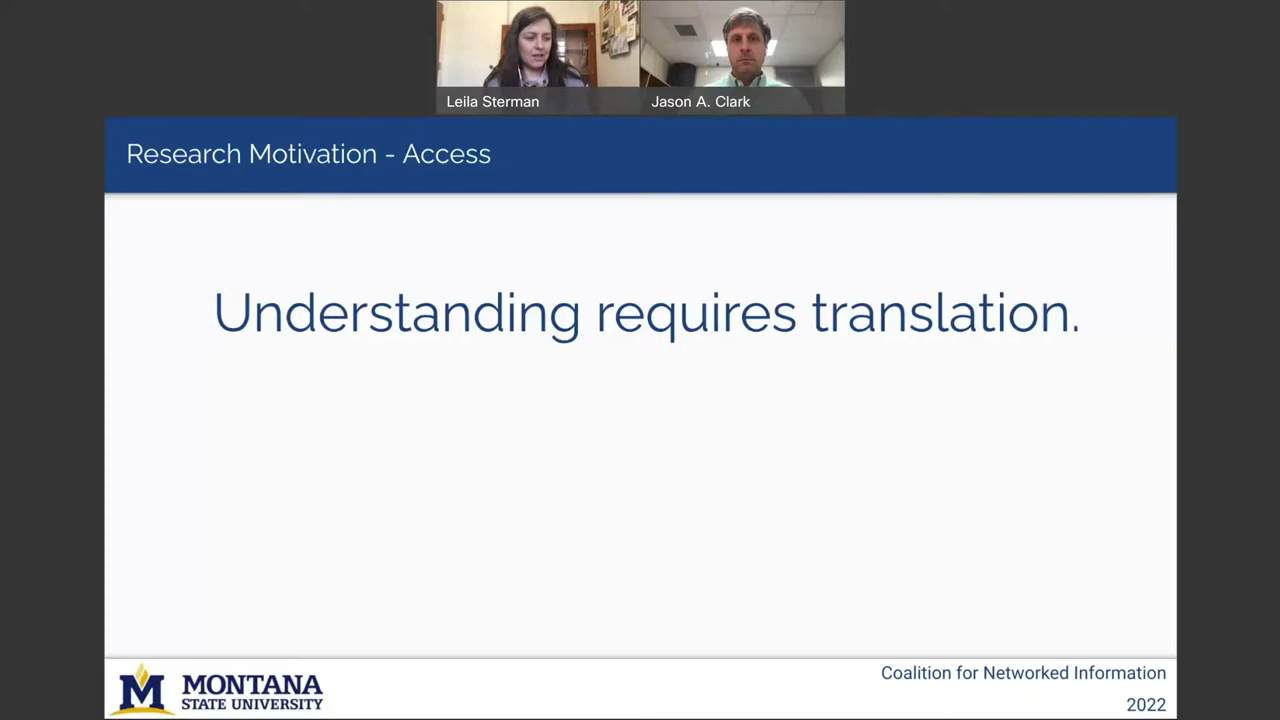 Leila Sterman
Jason A. Clark
Research Motivation - Access
Understanding requires translation.
M MONTANA
STATE UNIVERSITY
Coalition for Networked Information
2022